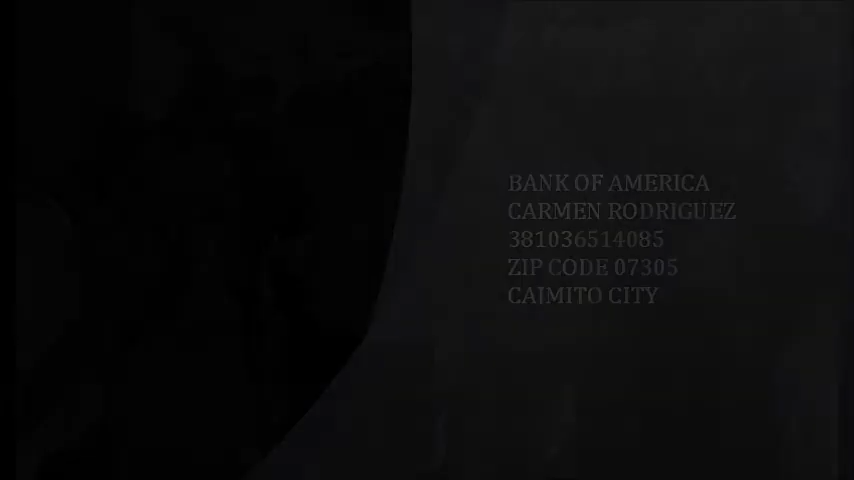 BANK OF AMERICA
CARMEN RODRIGUEZ
381036514085
ZIP CODE 07305
CAIMITO CITY